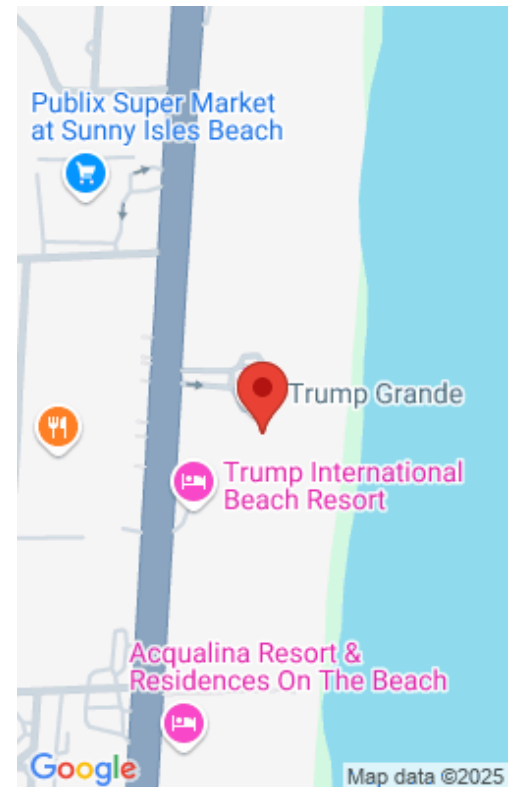 Publix Super Market
at Sunny Isles Beach
Trump Grande
Trump International
Beach Resort
Acqualina Resort &
Residences On The Beach
Google
Map data ©2025